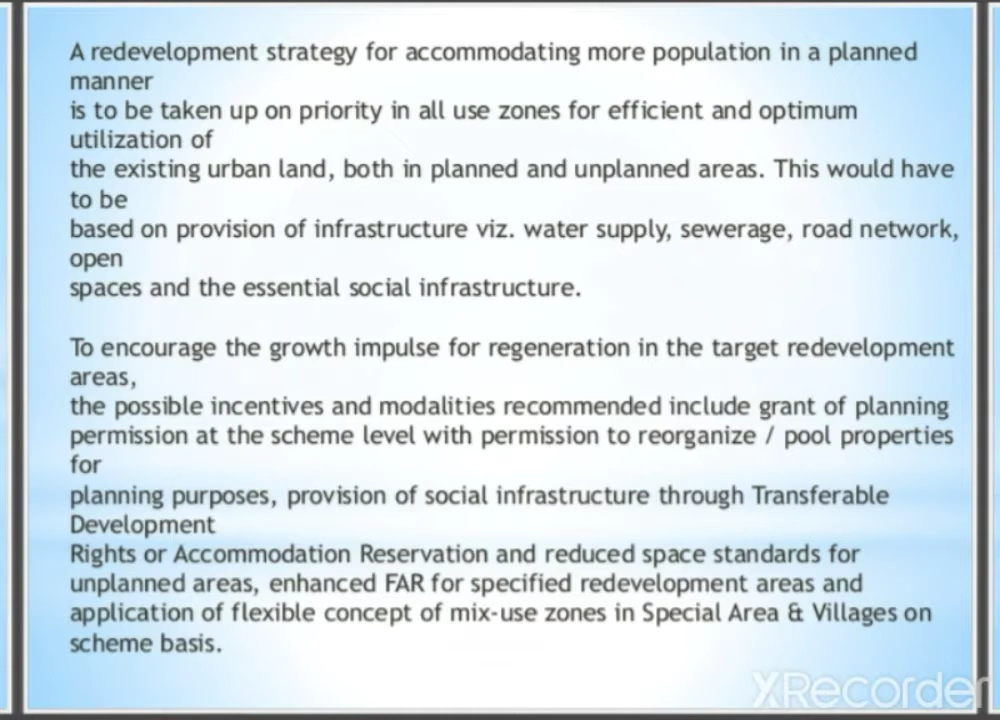 A redevelopment strategy for accommodating more population in a planned
manner
is to be taken up on priority in all use zones for efficient and optimum
utilization of
the existing urban land, both in planned and unplanned areas. This would have
to be
based on provision of infrastructure viz. water supply, sewerage, road network,
open
spaces and the essential social infrastructure.
To encourage the growth impulse for regeneration in the target redevelopment
areas,
the possible incentives and modalities recommended include grant of planning
permission at the scheme level with permission to reorganize / pool properties
for
planning purposes, provision of social infrastructure through Transferable
Development
Rights or Accommodation Reservation and reduced space standards for
unplanned areas, enhanced FAR for specified redevelopment areas and
application of flexible concept of mix-use zones in Special Area & Villages on
scheme basis.
XRecorder